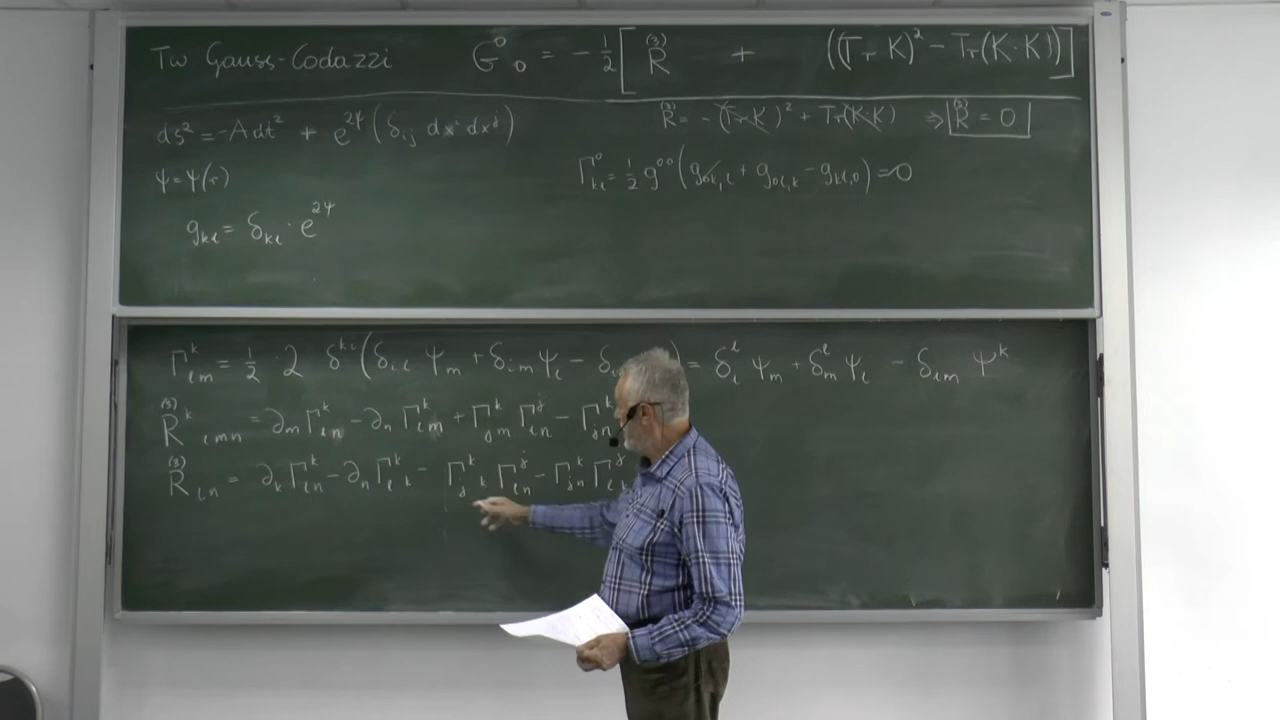 Tw Gauss-Codazzi G⁰₀ = -½[⁽³⁾R + ((Tr K)² - Tr(K·K))]
ds² = -A dt² + e^{2ψ}(δ_{ij} dx^i dx^j) ⁽³⁾R = -(Tr K)² + Tr(K·K) ⇒ ⁽³⁾R = 0
ψ = ψ(r) Γ⁰_{kl} = ½ g^{00}(g_{0k,l} + g_{0l,k} - g_{kl,0}) = 0
g_{kl} = δ_{kl} · e^{2ψ}
Γ^k_{lm} = ½ · 2 δ^{ki}(δ_{il} ψ_m + δ_{im} ψ_l - δ ) = δ^l_l ψ_m + δ^l_m ψ_l - δ_{lm} ψ^k
⁽³⁾R^k_{lmn} = ∂_m Γ^k_{ln} - ∂_n Γ^k_{lm} + Γ^k_{jm} Γ^j_{ln} - Γ^k_{jn}
⁽³⁾R_{ln} = ∂_k Γ^k_{ln} - ∂_n Γ^k_{lk} - Γ^k_{jk} Γ^j_{ln} - Γ^k_{jn} Γ^j_{lk}